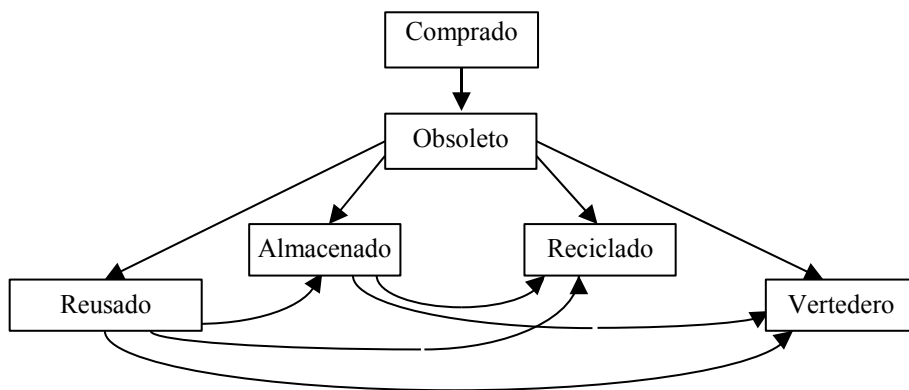 Comprado
Obsoleto
Almacenado
Reciclado
Reusado
Vertedero